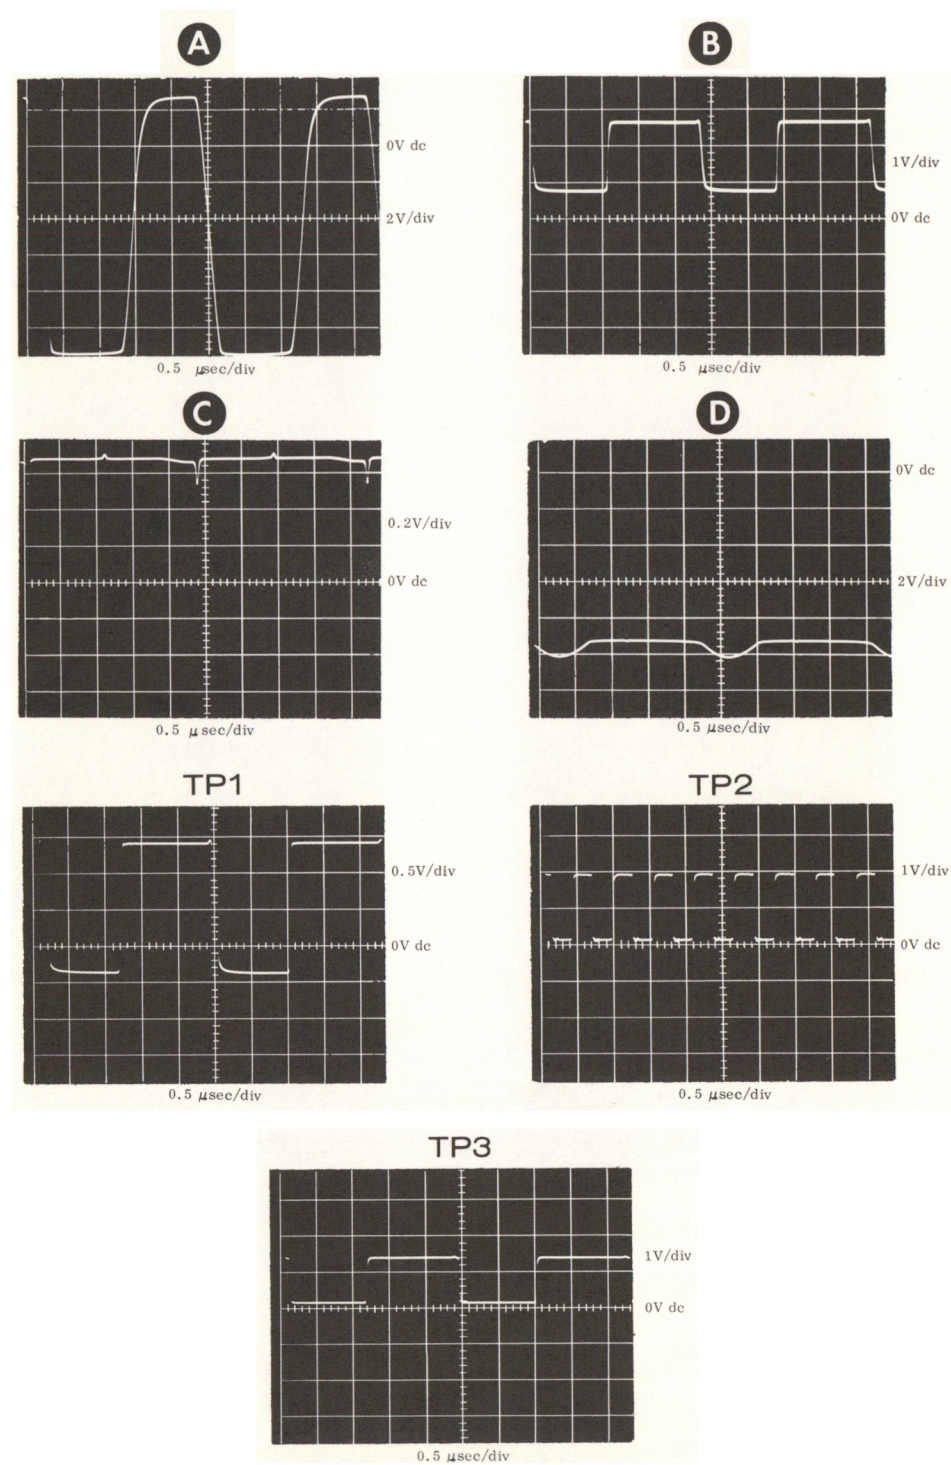 A
B
0V dc
2V/div
0.5 μsec/div
1V/div
0V dc
0.5 μsec/div
C
D
0.2V/div
0V dc
0.5 μsec/div
0V dc
2V/div
0.5 μsec/div
TP1
TP2
0.5V/div
0V dc
0.5 μsec/div
1V/div
0V dc
0.5 μsec/div
TP3
1V/div
0V dc
0.5 μsec/div